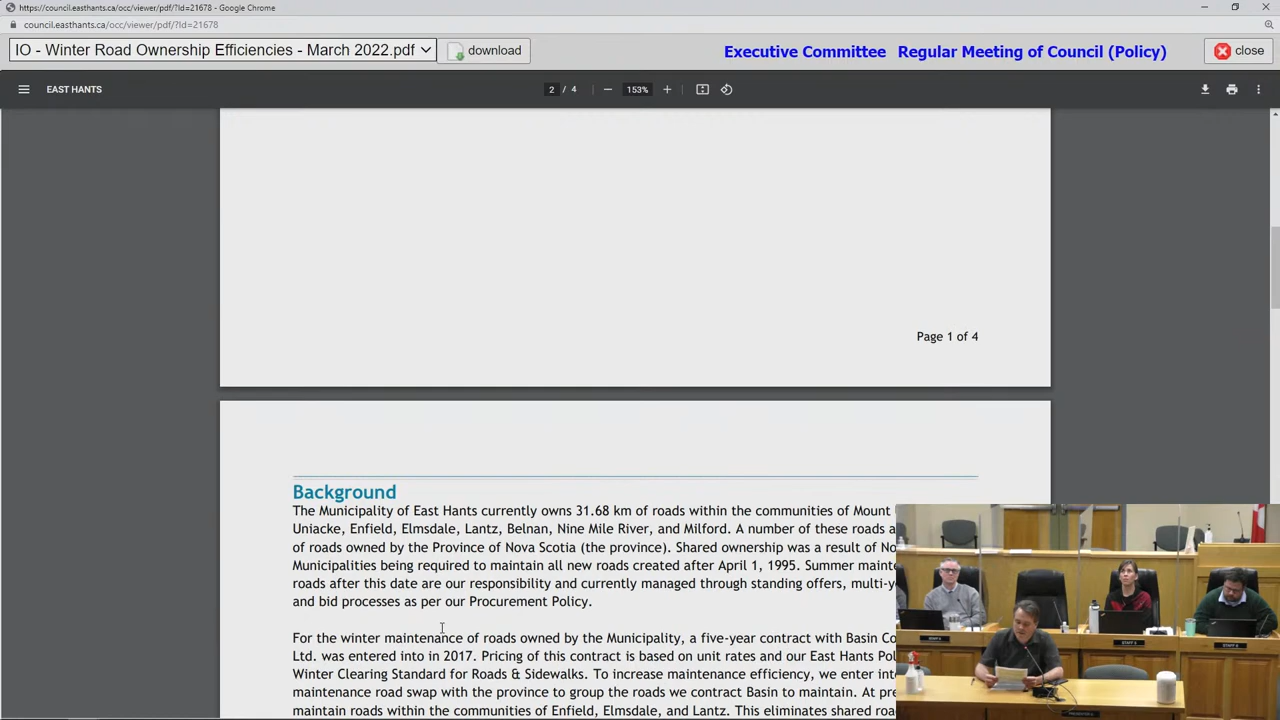 https://council.easthants.ca/occ/viewer/pdf/?Id=21678 - Google Chrome
council.easthants.ca/occ/viewer/pdf/?Id=21678
IO - Winter Road Ownership Efficiencies - March 2022.pdf
download
Executive Committee Regular Meeting of Council (Policy)
close
EAST HANTS
2 / 4
153%
Page 1 of 4
Background
The Municipality of East Hants currently owns 31.68 km of roads within the communities of Mount
Uniacke, Enfield, Elmsdale, Lantz, Belnan, Nine Mile River, and Milford. A number of these roads a
of roads owned by the Province of Nova Scotia (the province). Shared ownership was a result of No
Municipalities being required to maintain all new roads created after April 1, 1995. Summer mainte
roads after this date are our responsibility and currently managed through standing offers, multi-y
and bid processes as per our Procurement Policy.
For the winter maintenance of roads owned by the Municipality, a five-year contract with Basin Co
Ltd. was entered into in 2017. Pricing of this contract is based on unit rates and our East Hants Pol
Winter Clearing Standard for Roads & Sidewalks. To increase maintenance efficiency, we enter int
maintenance road swap with the province to group the roads we contract Basin to maintain. At pre
maintain roads within the communities of Enfield, Elmsdale, and Lantz. This eliminates shared roa